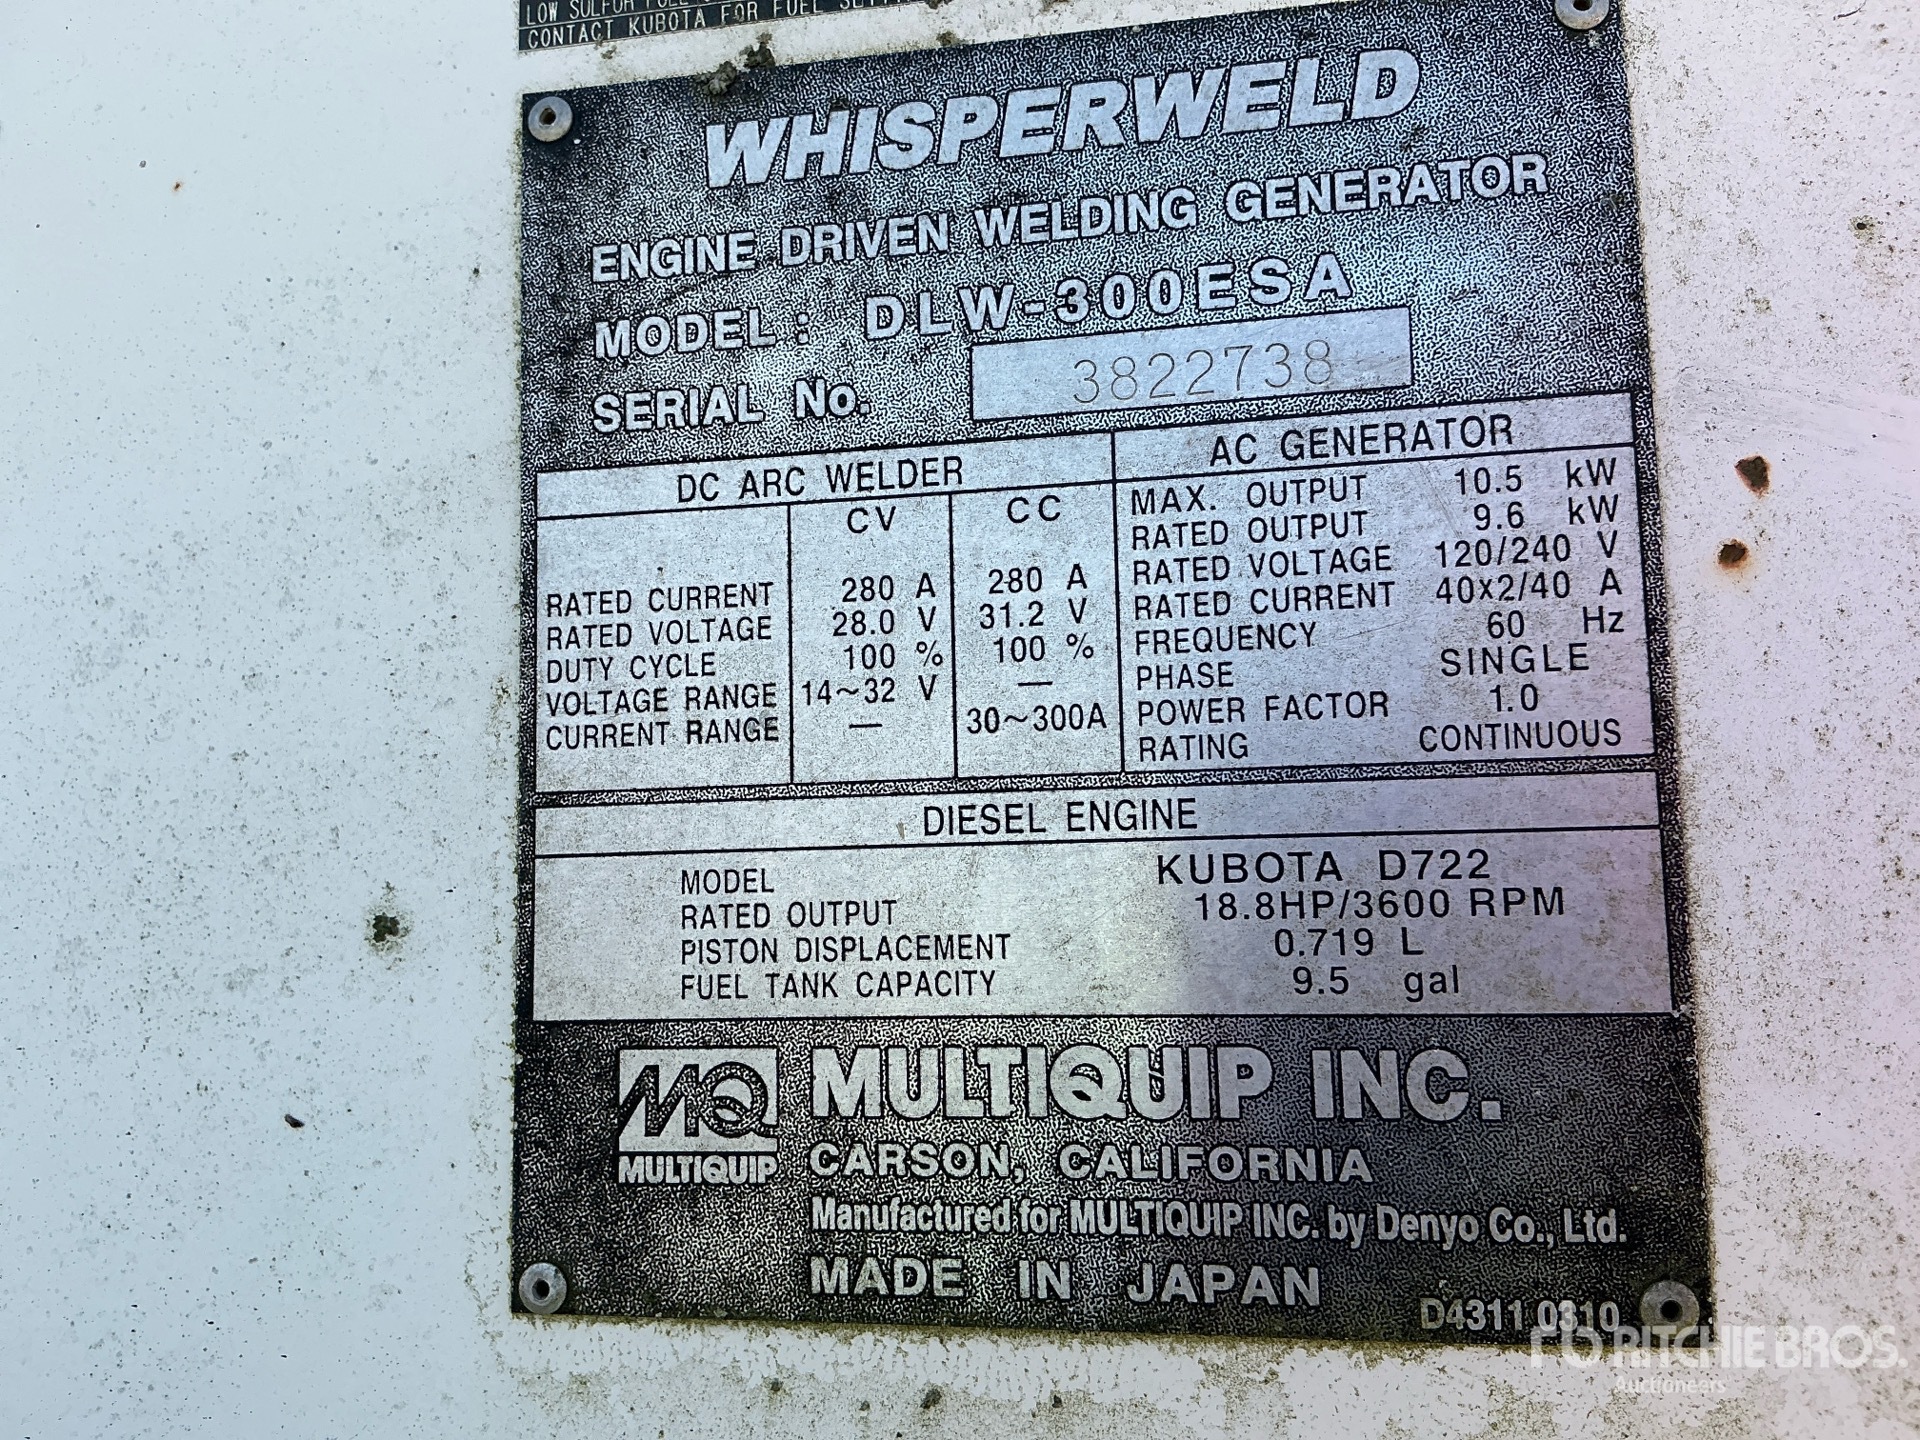 LOW SULFUR FUEL
CONTACT KUBOTA FOR FUEL
WHISPERWELD
ENGINE DRIVEN WELDING GENERATOR
MODEL: DLW-300ESA
SERIAL No. 3822738
DC ARC WELDER
CV CC
RATED CURRENT 280 A 280 A
RATED VOLTAGE 28.0 V 31.2 V
DUTY CYCLE 100 % 100 %
VOLTAGE RANGE 14~32 V —
CURRENT RANGE — 30~300A
AC GENERATOR
MAX. OUTPUT 10.5 kW
RATED OUTPUT 9.6 kW
RATED VOLTAGE 120/240 V
RATED CURRENT 40x2/40 A
FREQUENCY 60 Hz
PHASE SINGLE
POWER FACTOR 1.0
RATING CONTINUOUS
DIESEL ENGINE
MODEL KUBOTA D722
RATED OUTPUT 18.8HP/3600 RPM
PISTON DISPLACEMENT 0.719 L
FUEL TANK CAPACITY 9.5 gal
MQ
MULTIQUIP
MULTIQUIP INC.
CARSON, CALIFORNIA
Manufactured for MULTIQUIP INC. by Denyo Co., Ltd.
MADE IN JAPAN
D4311 0310
rb RITCHIE BROS.
Auctioneers